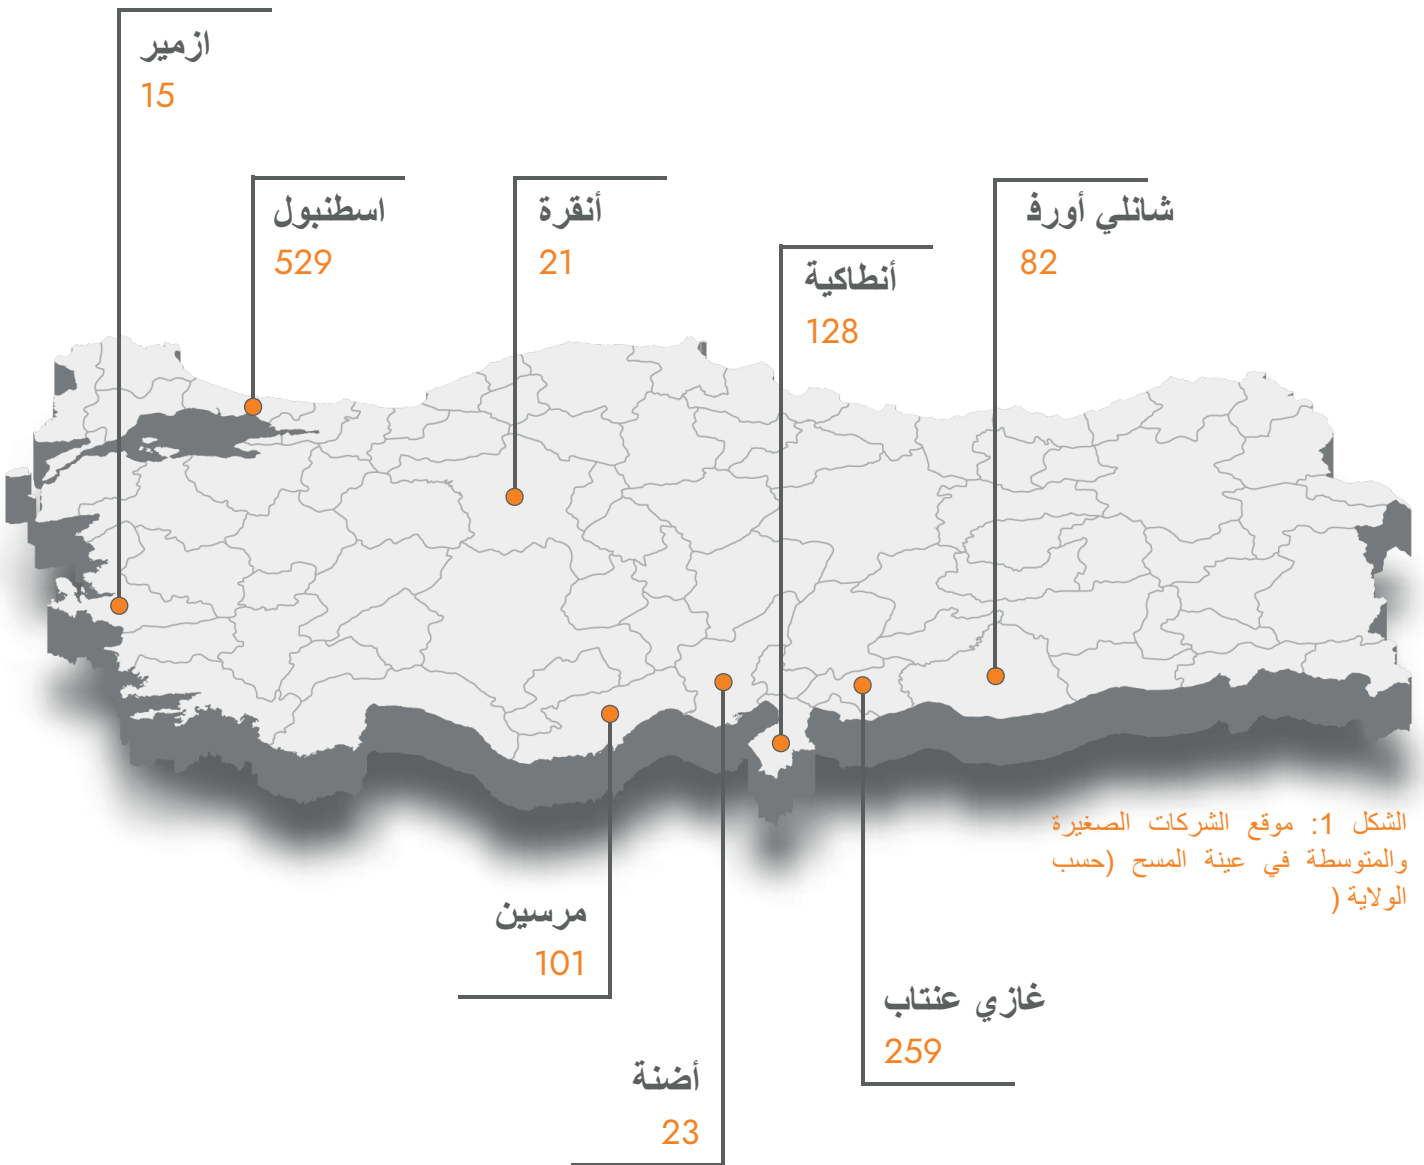 ازمير
15
اسطنبول
529
أنقرة
21
شانلي أورف
82
أنطاكية
128
الشكل 1: موقع الشركات الصغيرة
والمتوسطة في عينة المسح (حسب
الولاية (
مرسين
101
غازي عنتاب
259
أضنة
23